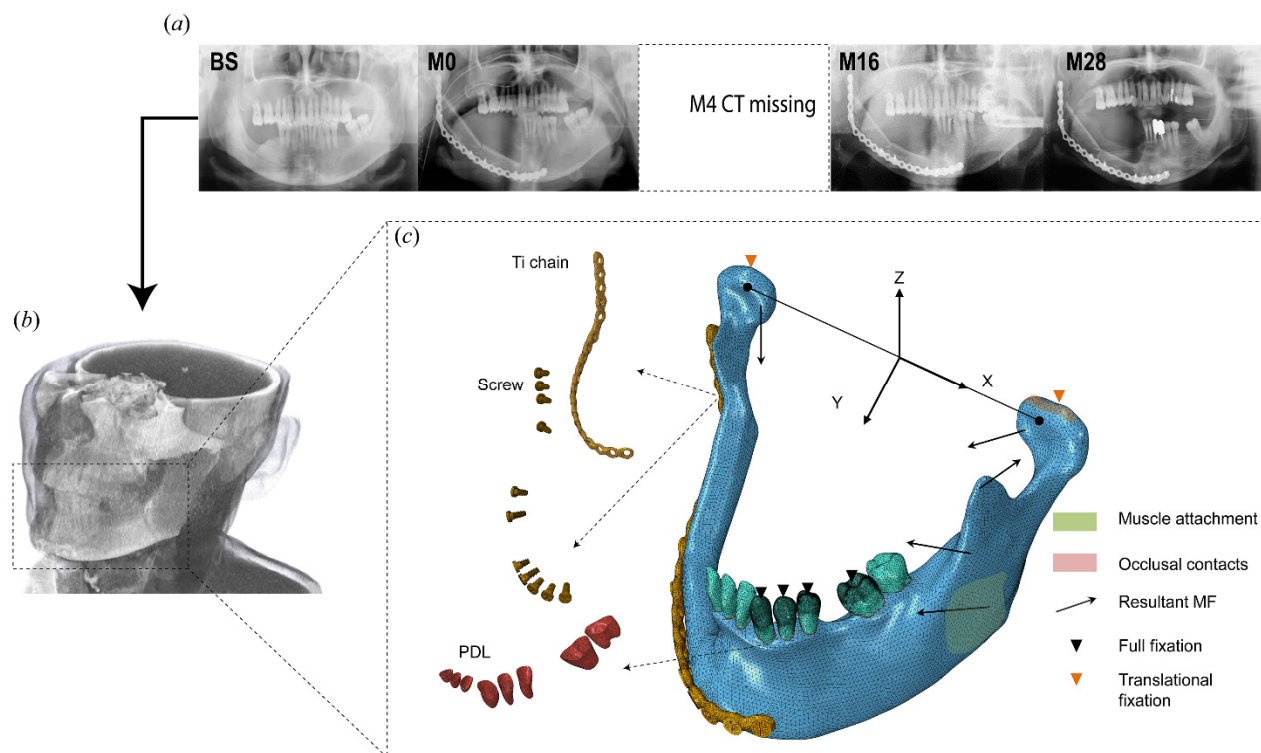 (a)
BS
M0
M4 CT missing
M16
M28
(b)
(c)
Ti chain
Screw
PDL
Z
X
Y
Muscle attachment
Occlusal contacts
Resultant MF
Full fixation
Translational
fixation